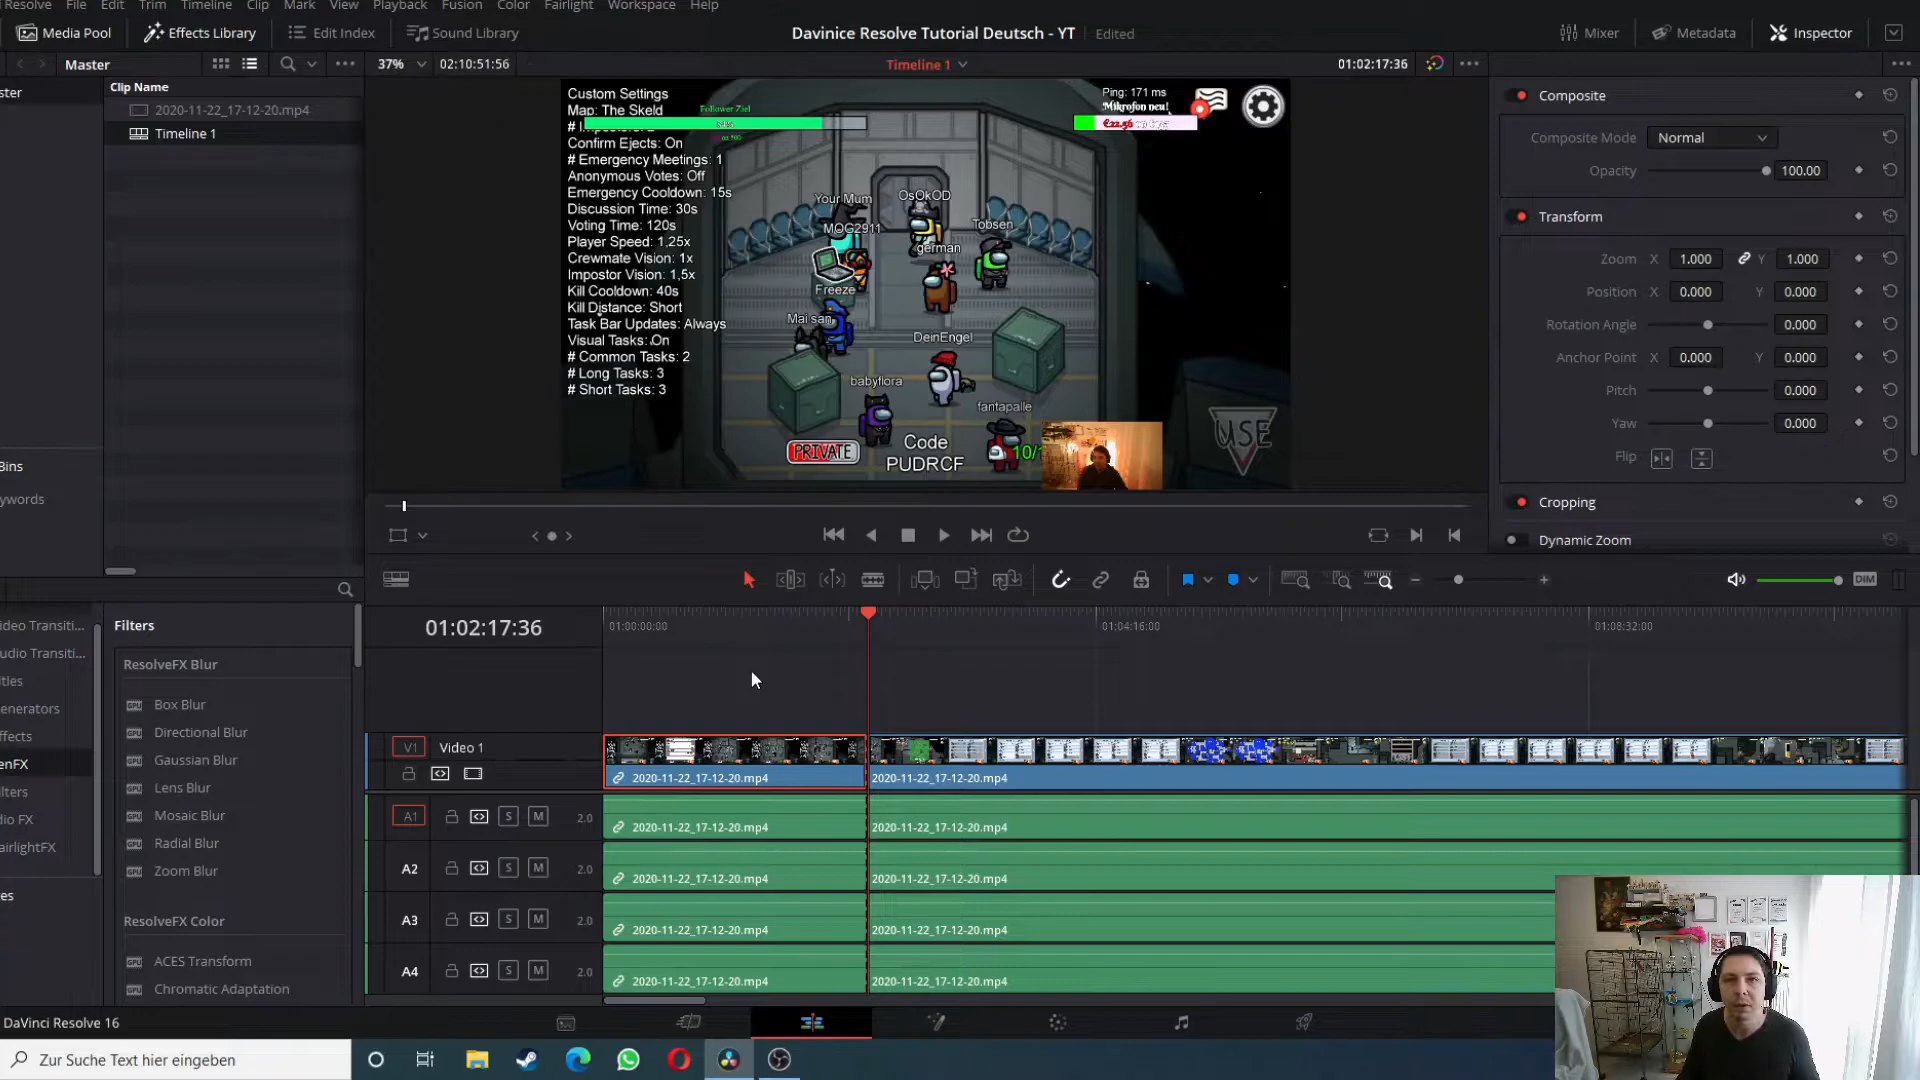 Resolve File Edit Trim Timeline Clip Mark View Playback Fusion Color Fairlight Workspace Help
Media Pool Effects Library Edit Index Sound Library Davinice Resolve Tutorial Deutsch - YT Edited Mixer Metadata Inspector
Master 37% 02:10:51:56 Timeline 1 01:02:17:36
ster Clip Name
2020-11-22_17-12-20.mp4
Timeline 1
Bins
ywords
Custom Settings
Map: The Skeld
Follower Ziel
Confirm Ejects: On
# Emergency Meetings: 1
Anonymous Votes: Off
Emergency Cooldown: 15s
Discussion Time: 30s
Voting Time: 120s
Player Speed: 1,25x
Crewmate Vision: 1x
Impostor Vision: 1,5x
Kill Cooldown: 40s
Kill Distance: Short
Task Bar Updates: Always
Visual Tasks: On
# Common Tasks: 2
# Long Tasks: 3
# Short Tasks: 3
Ping: 171 ms
Mikrofon neu!
Your Mum
OsOkOD
MOG2911
Tobsen
german
Freeze
Mai san
DeinEngel
babyflora
fantapalle
PRIVATE
Code
PUDRCF
10/1
USE
Composite
Composite Mode Normal
Opacity 100.00
Transform
Zoom X 1.000 Y 1.000
Position X 0.000 Y 0.000
Rotation Angle 0.000
Anchor Point X 0.000 Y 0.000
Pitch 0.000
Yaw 0.000
Flip
Cropping
Dynamic Zoom
DIM
ideo Transiti...
udio Transiti...
itles
enerators
ffects
enFX
ilters
dio FX
airlightFX
es
Filters
ResolveFX Blur
Box Blur
Directional Blur
Gaussian Blur
Lens Blur
Mosaic Blur
Radial Blur
Zoom Blur
ResolveFX Color
ACES Transform
Chromatic Adaptation
01:02:17:36 01:00:00:00 01:04:16:00 01:08:32:00
V1 Video 1
2020-11-22_17-12-20.mp4 2020-11-22_17-12-20.mp4
A1 S M 2.0
2020-11-22_17-12-20.mp4 2020-11-22_17-12-20.mp4
A2 S M 2.0
2020-11-22_17-12-20.mp4 2020-11-22_17-12-20.mp4
A3 S M 2.0
2020-11-22_17-12-20.mp4 2020-11-22_17-12-20.mp4
A4 S M 2.0
2020-11-22_17-12-20.mp4 2020-11-22_17-12-20.mp4
DaVinci Resolve 16
Zur Suche Text hier eingeben